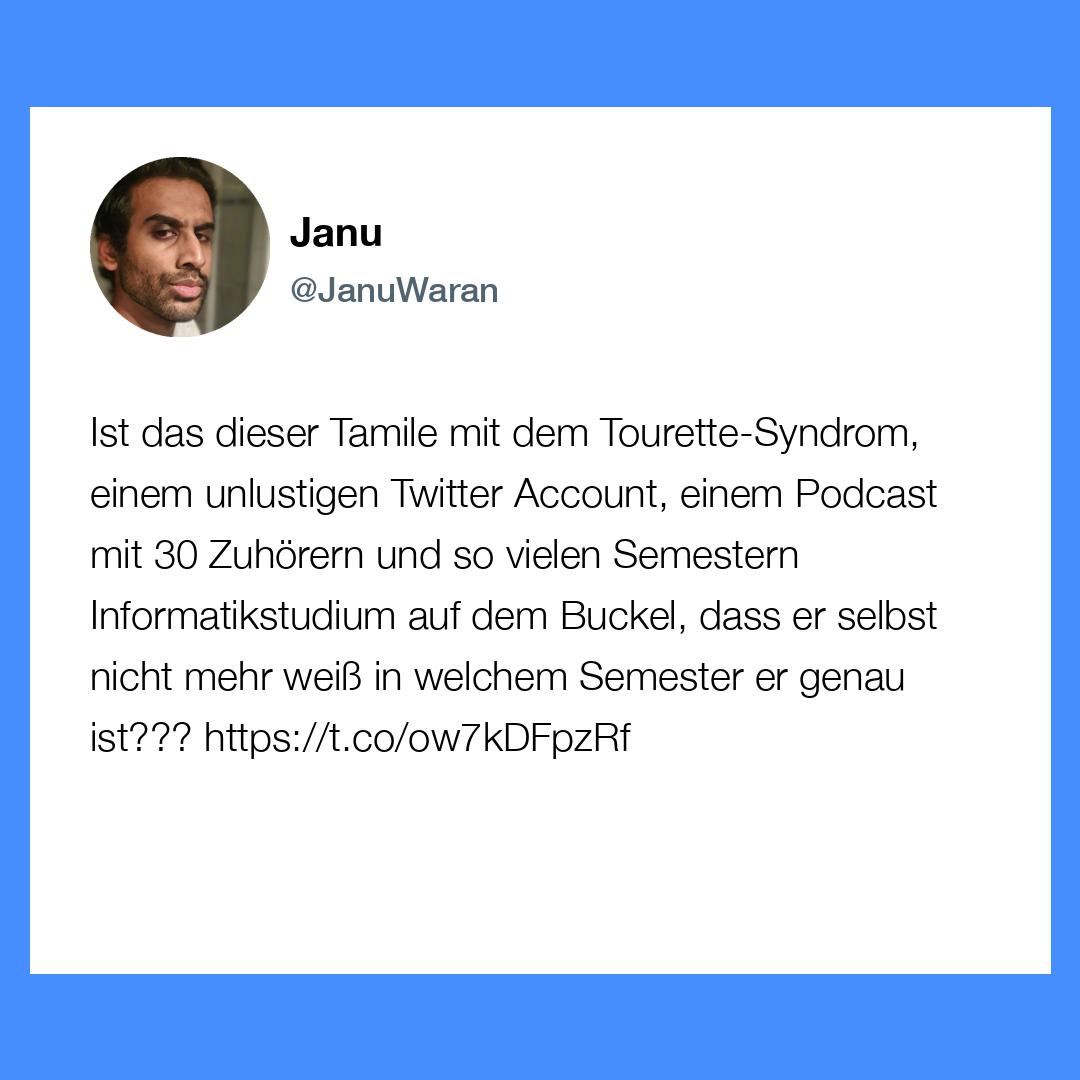 Janu
@JanuWaran
Ist das dieser Tamile mit dem Tourette-Syndrom,
einem unlustigen Twitter Account, einem Podcast
mit 30 Zuhörern und so vielen Semestern
Informatikstudium auf dem Buckel, dass er selbst
nicht mehr weiß in welchem Semester er genau
ist??? https://t.co/ow7kDFpzRf